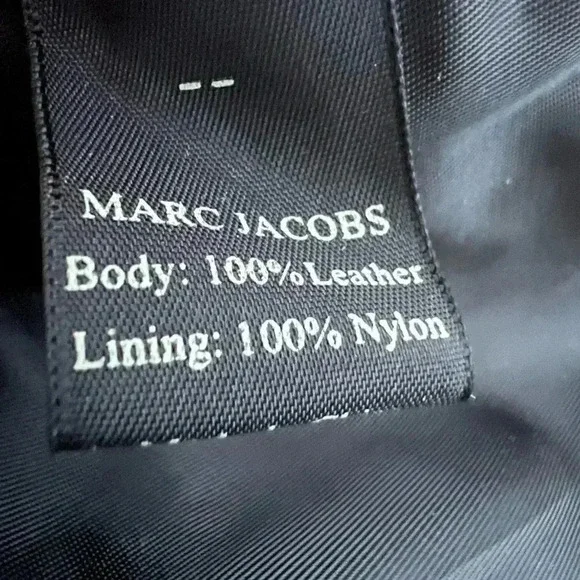 --
MARC JACOBS
Body: 100% Leather
Lining: 100% Nylon